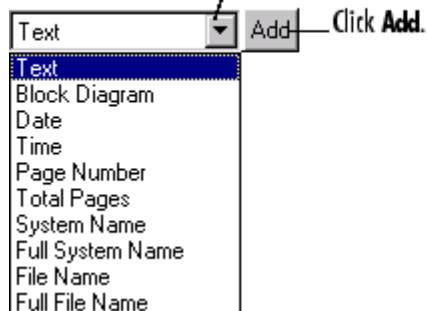 Text Add Click Add.
Text
Block Diagram
Date
Time
Page Number
Total Pages
System Name
Full System Name
File Name
Full File Name